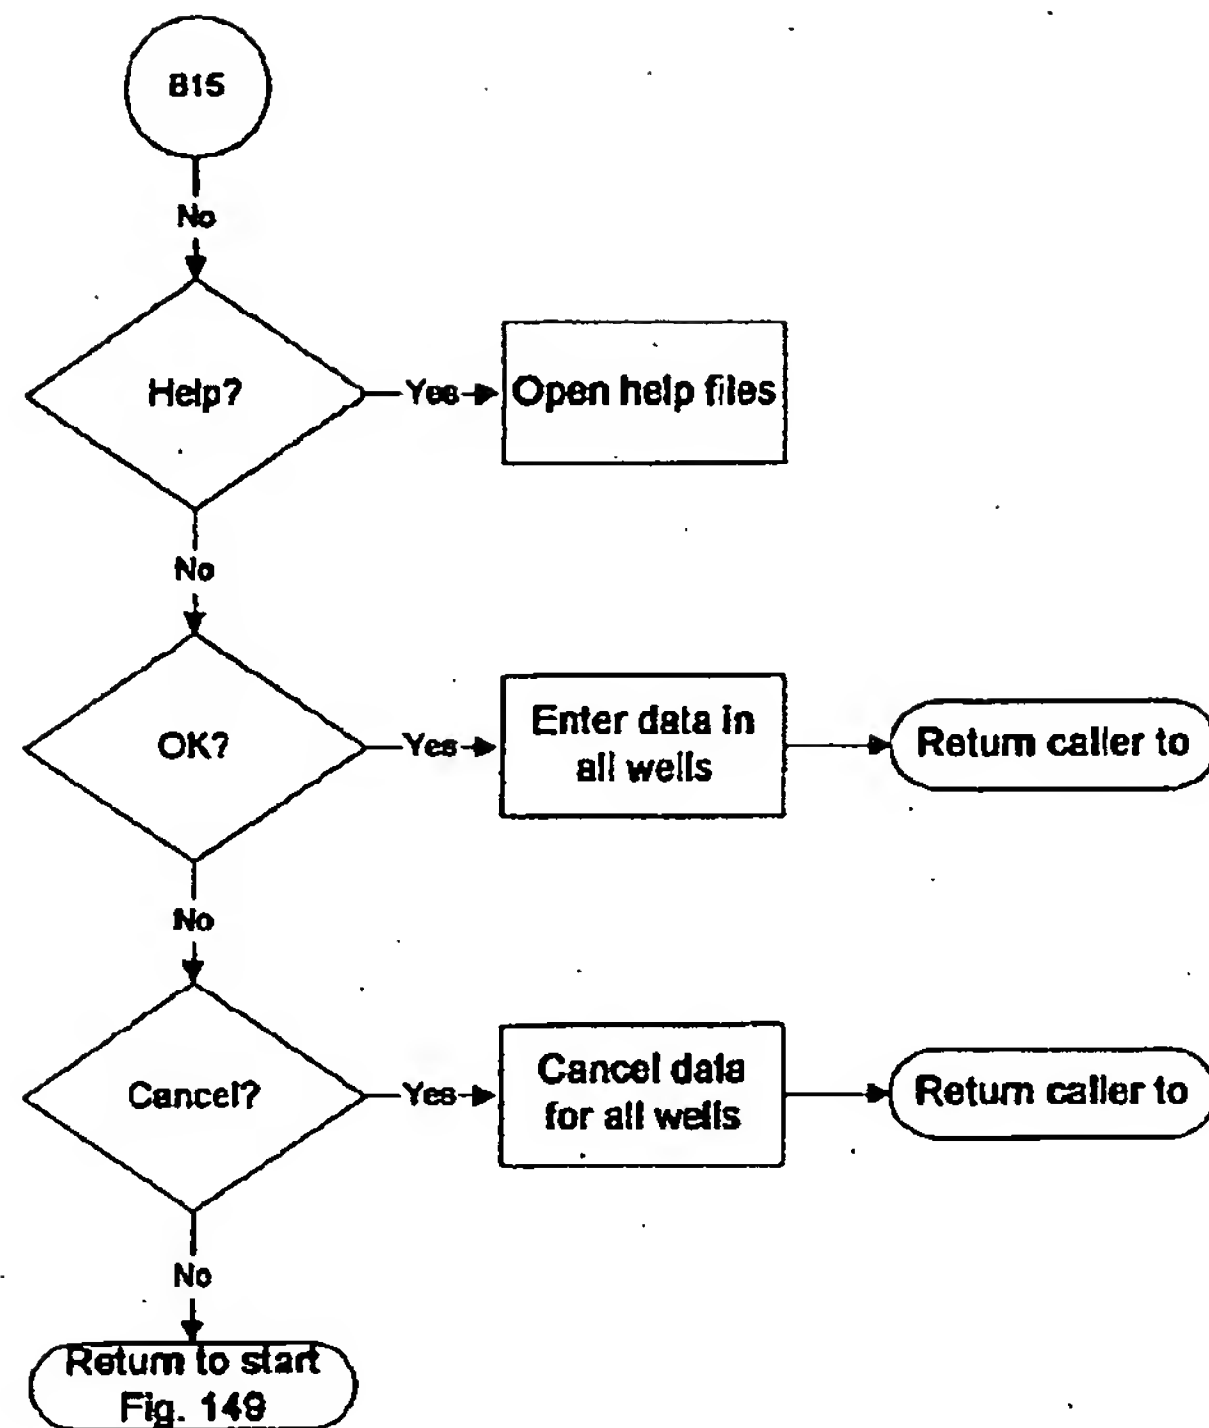 B15
No
Help?
Yes
Open help files
No
OK?
Yes
Enter data in
all wells
Return caller to
No
Cancel?
Yes
Cancel data
for all wells
Return caller to
No
Return to start
Fig. 149